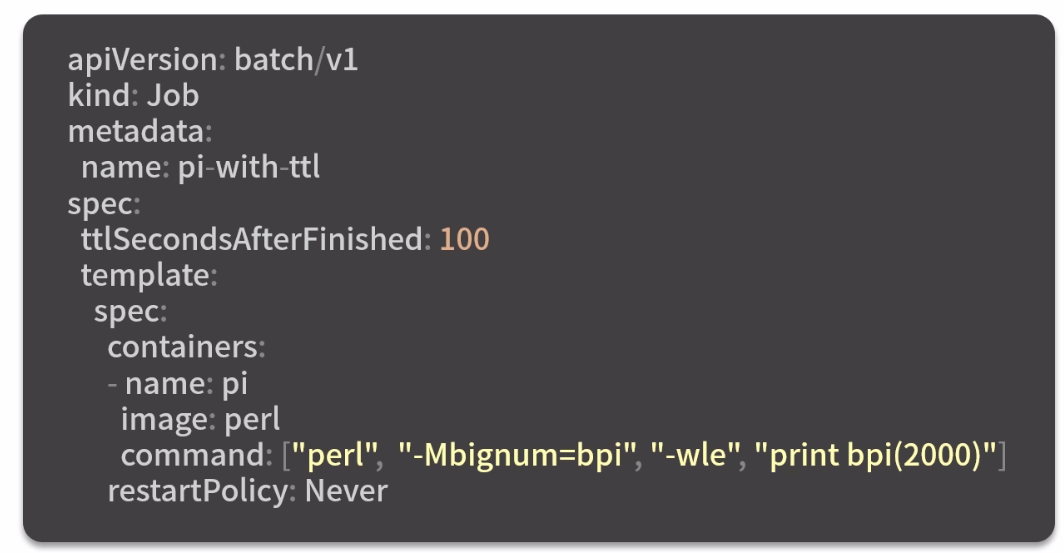 apiVersion: batch/v1
kind: Job
metadata:
  name: pi-with-ttl
spec:
  ttlSecondsAfterFinished: 100
  template:
    spec:
      containers:
      - name: pi
        image: perl
        command: ["perl",  "-Mbignum=bpi", "-wle", "print bpi(2000)"]
      restartPolicy: Never